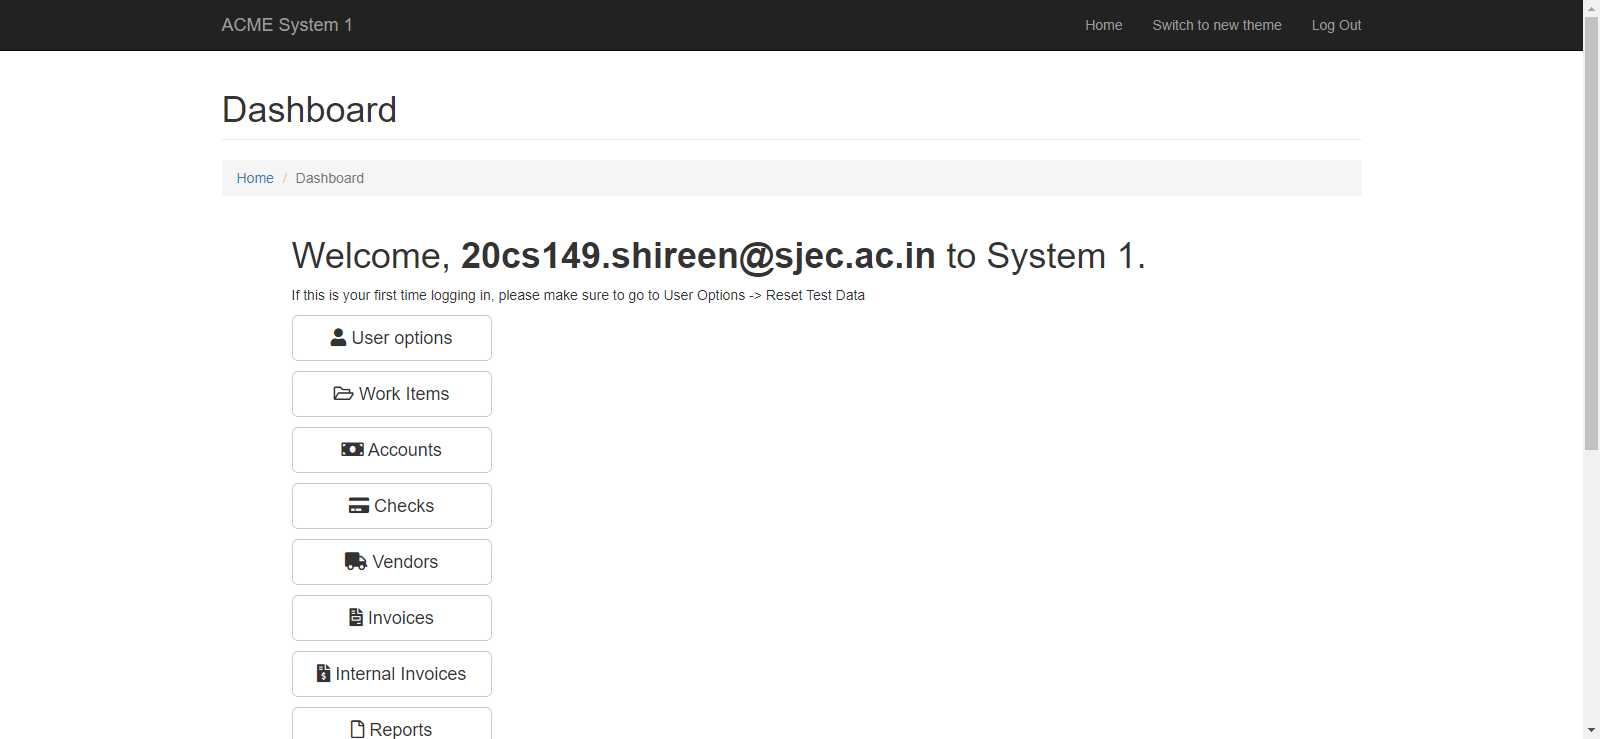 ACME System 1
Home
Switch to new theme
Log Out
Dashboard
Home / Dashboard
Welcome, 20cs149.shireen@sjec.ac.in to System 1.
If this is your first time logging in, please make sure to go to User Options -> Reset Test Data
User options
Work Items
Accounts
Checks
Vendors
Invoices
Internal Invoices
Reports